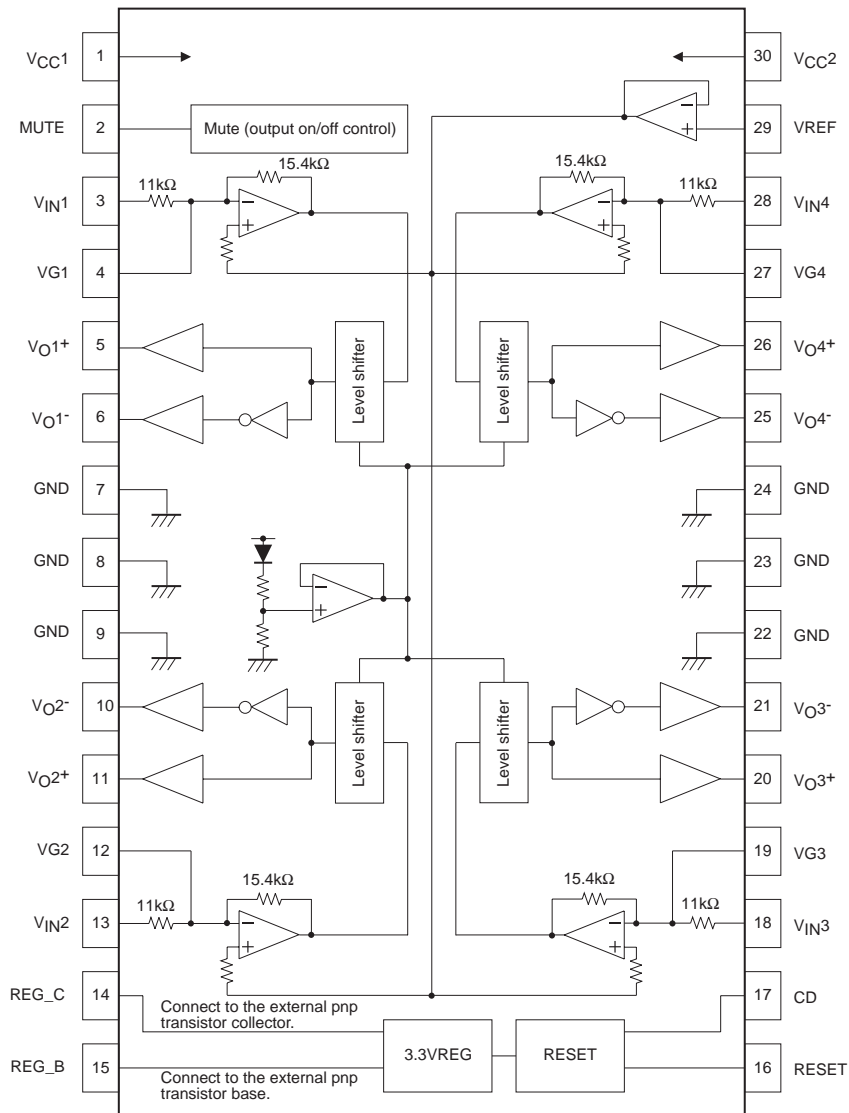 VCC1 1 30 VCC2
MUTE 2 Mute (output on/off control) 29 VREF
15.4kΩ 15.4kΩ
11kΩ 11kΩ
VIN1 3 28 VIN4
VG1 4 27 VG4
VO1+ 5 Level shifter Level shifter 26 VO4+
VO1- 6 25 VO4-
GND 7 24 GND
GND 8 23 GND
GND 9 22 GND
VO2- 10 Level shifter Level shifter 21 VO3-
VO2+ 11 20 VO3+
VG2 12 19 VG3
15.4kΩ 15.4kΩ
11kΩ 11kΩ
VIN2 13 18 VIN3
REG_C 14 17 CD
Connect to the external pnp
transistor collector.
3.3VREG RESET
REG_B 15 16 RESET
Connect to the external pnp
transistor base.